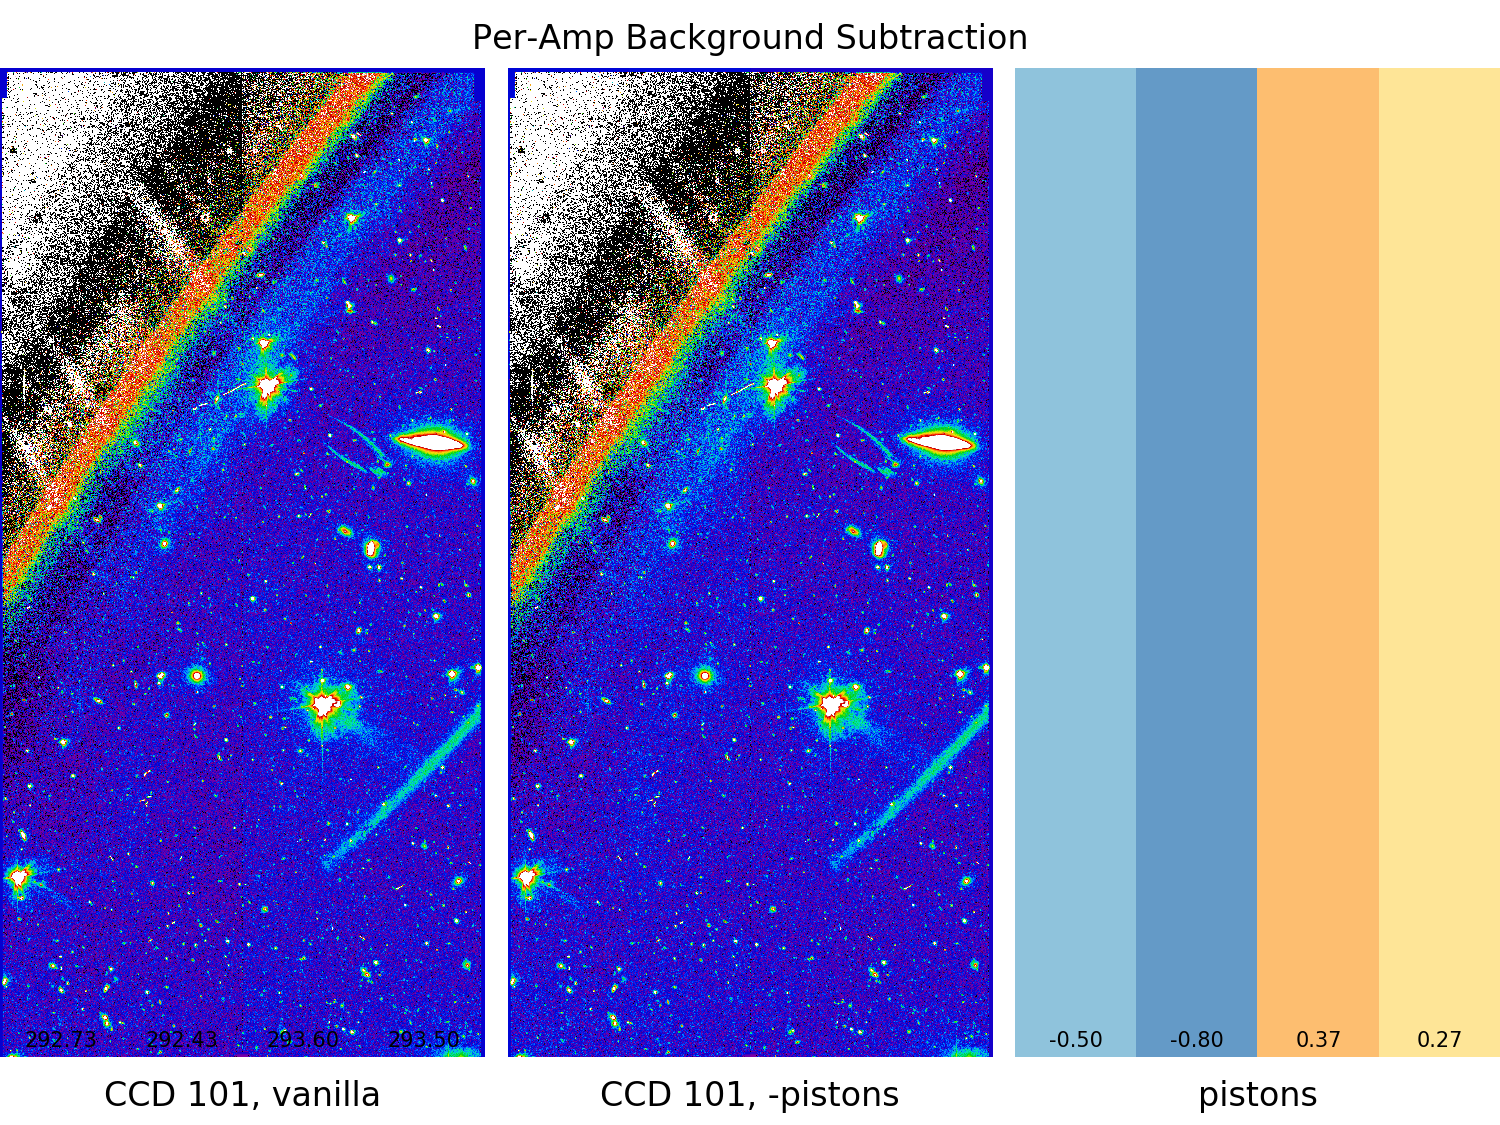 Per-Amp Background Subtraction
292.73 292.43 293.60 293.50
-0.50 -0.80 0.37 0.27
CCD 101, vanilla
CCD 101, -pistons
pistons